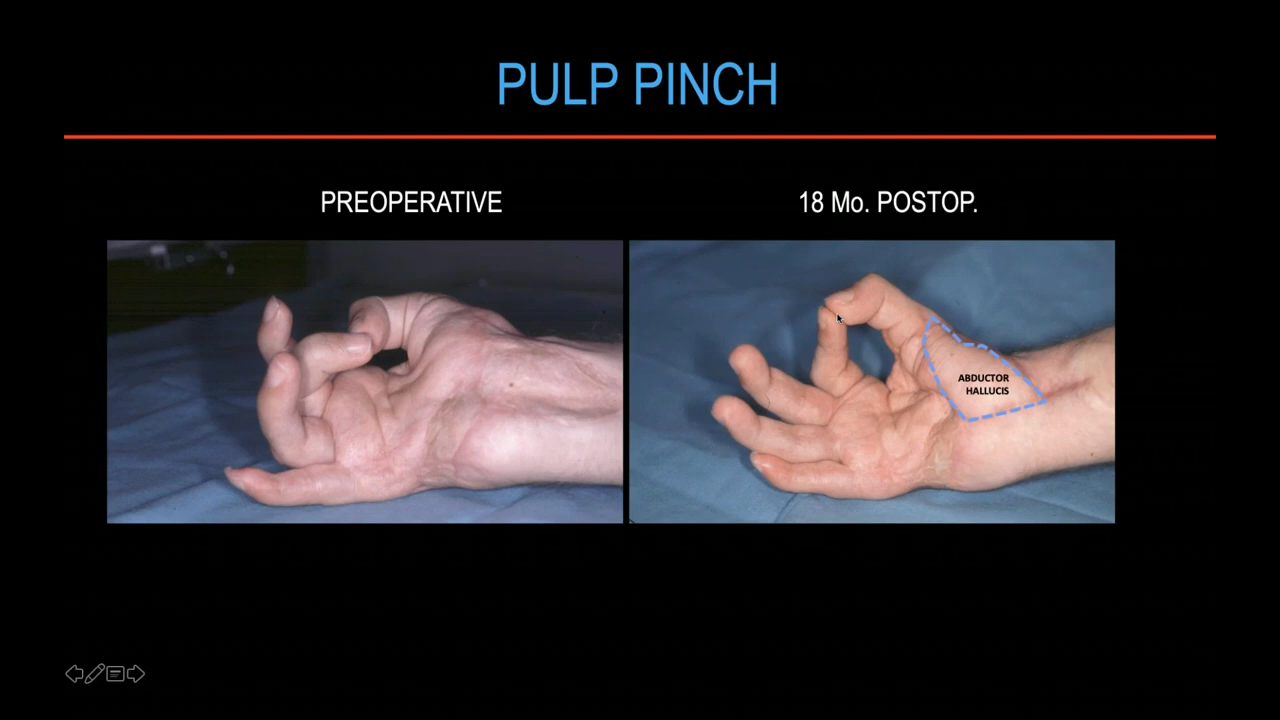 PULP PINCH
PREOPERATIVE
18 Mo. POSTOP.
ABDUCTOR
HALLUCIS